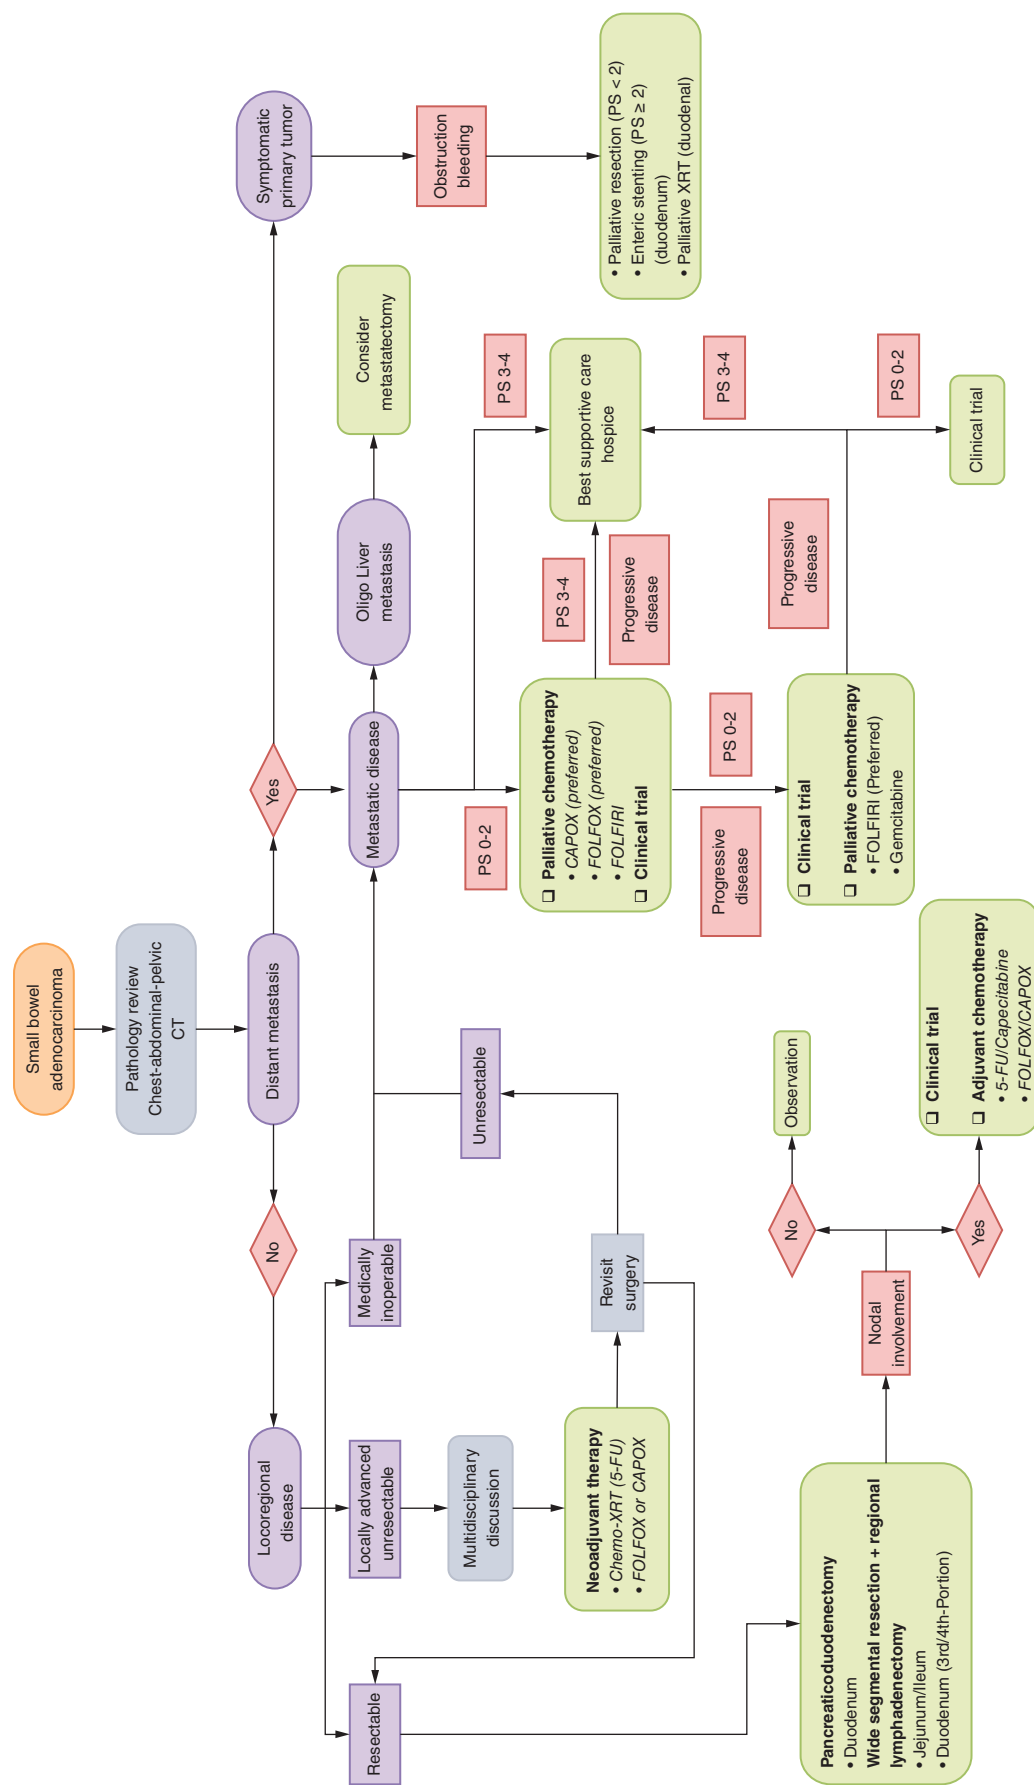 Small bowel
adenocarcinoma
Pathology review
Chest-abdominal-pelvic
CT
Distant metastasis
No
Yes
Locoregional
disease
Symptomatic
primary tumor
Resectable
Locally advanced
unresectable
Medically
inoperable
Metastatic disease
Oligo Liver
metastasis
Consider
metastatectomy
Obstruction
bleeding
Multidisciplinary
discussion
Unresectable
PS 0-2
PS 3-4
Neoadjuvant therapy
• Chemo-XRT (5-FU)
• FOLFOX or CAPOX
Revisit
surgery
❑ Palliative chemotherapy
• CAPOX (preferred)
• FOLFOX (preferred)
• FOLFIRI
❑ Clinical trial
PS 3-4
Progressive
disease
Best supportive care
hospice
• Palliative resection (PS < 2)
• Enteric stenting (PS ≥ 2)
(duodenum)
• Palliative XRT (duodenal)
Progressive
disease
PS 0-2
PS 3-4
Pancreaticoduodenectomy
• Duodenum
Wide segmental resection + regional
lymphadenectomy
• Jejunum/Ileum
• Duodenum (3rd/4th-Portion)
Nodal
involvement
No
Observation
Yes
❑ Clinical trial
❑ Adjuvant chemotherapy
• 5-FU/Capecitabine
• FOLFOX/CAPOX
❑ Clinical trial
❑ Palliative chemotherapy
• FOLFIRI (Preferred)
• Gemcitabine
Progressive
disease
PS 0-2
Clinical trial